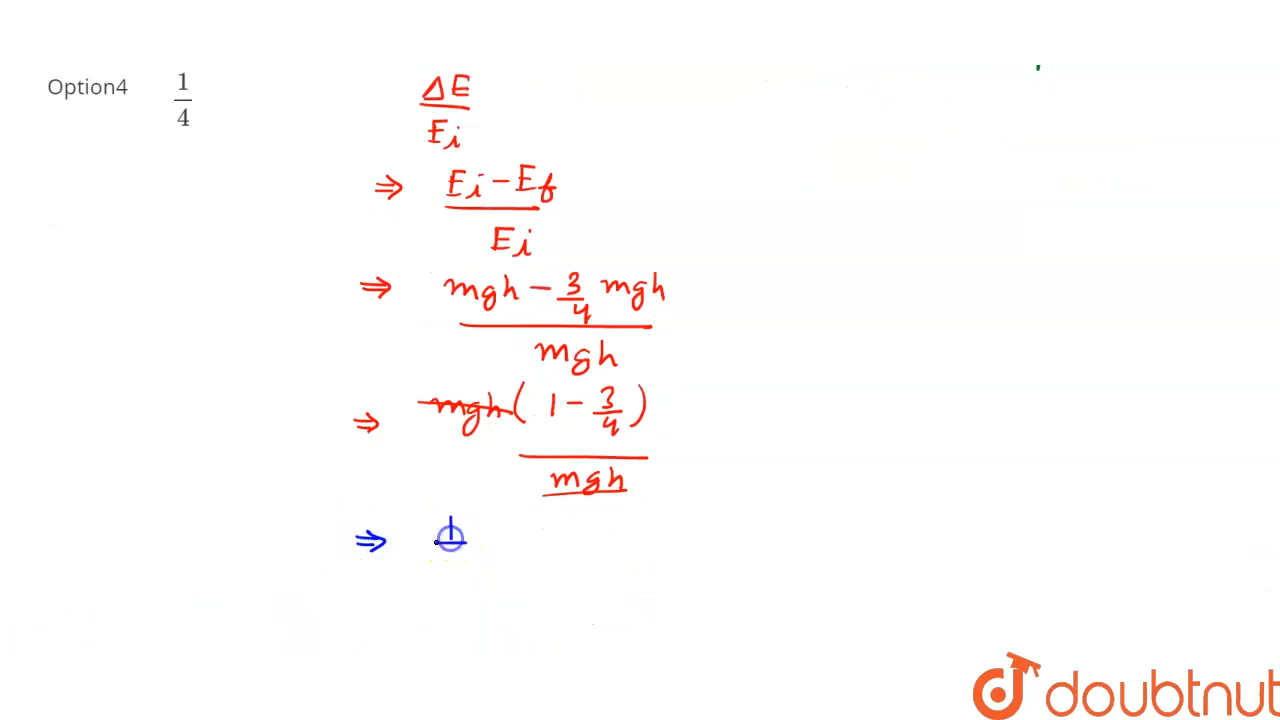 Option4 1/4
ΔE/Ei
⇒ Ei - Ef / Ei
⇒ mgh - 3/4 mgh / mgh
⇒ mgh ( 1 - 3/4 ) / mgh
⇒ 1
doubtnut